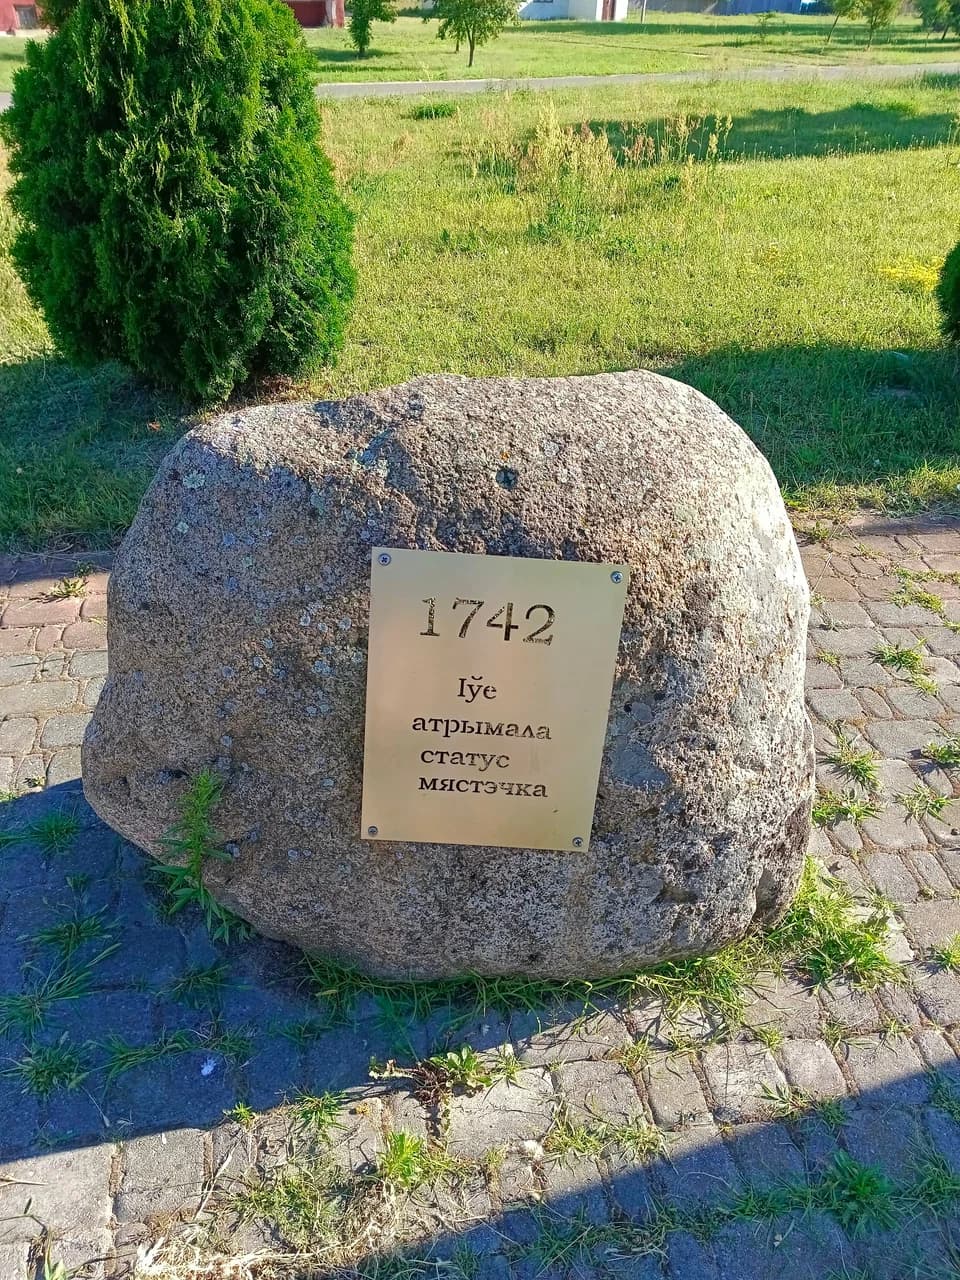 1742
Іўе
атрымала
статус
мястэчка